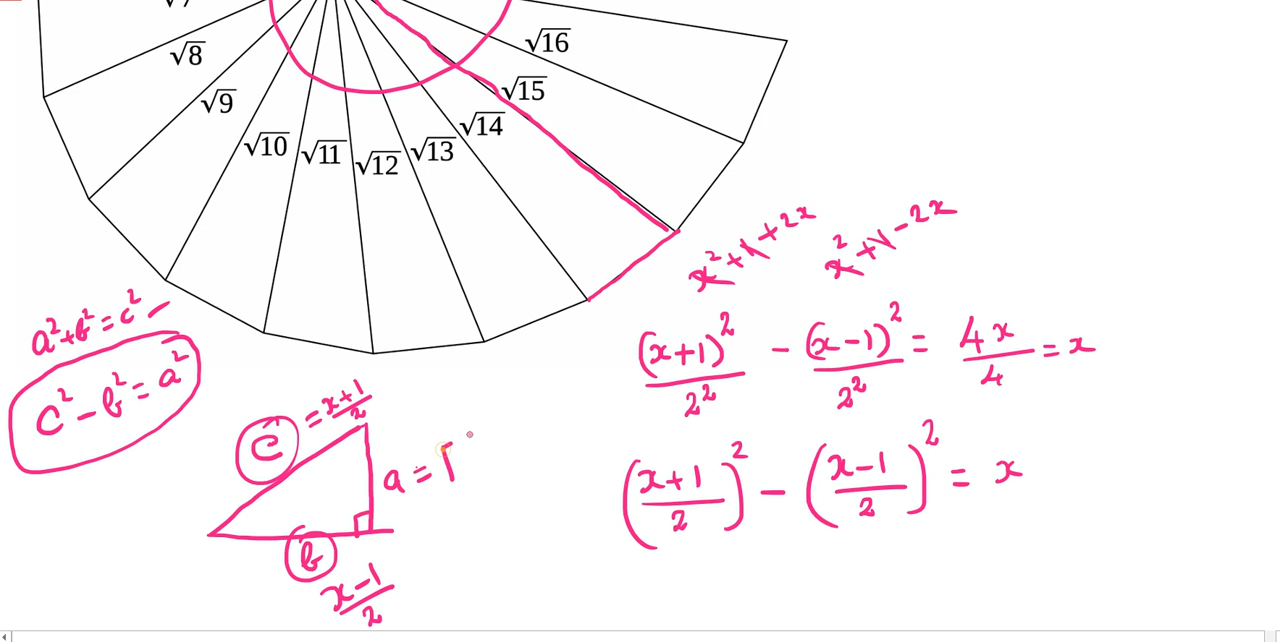 √7
√8
√9
√10
√11
√12
√13
√14
√15
√16
x²+1+2x
x²+1-2x
a²+b²=c²
c²-b²=a²
(x+1)²/2² - (x-1)²/2² = 4x/4 = x
c = x+1/2
a =
b
x-1/2
(x+1/2)² - (x-1/2)² = x